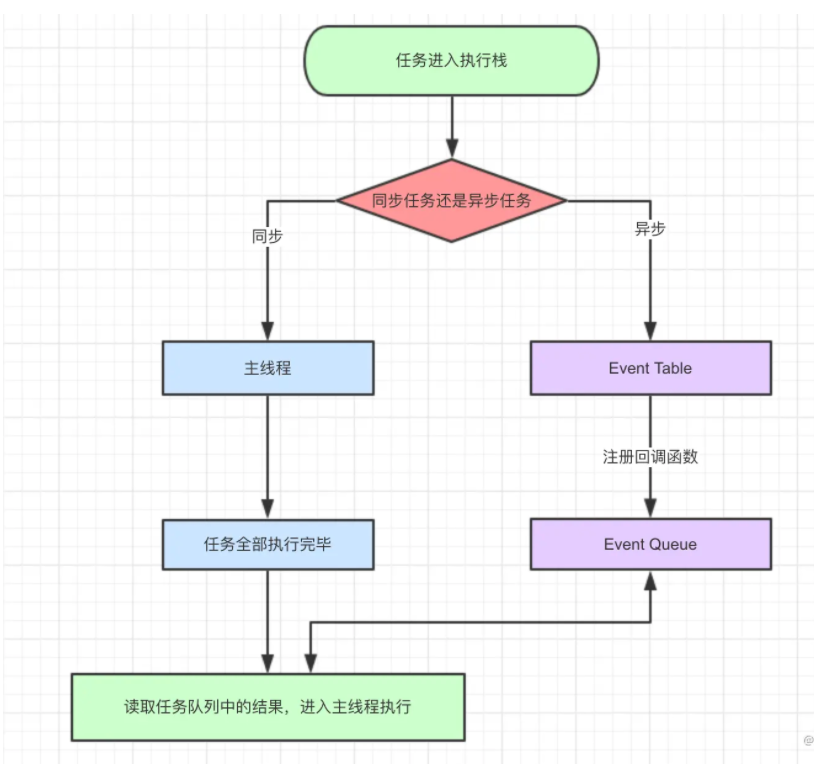 任务进入执行栈
同步任务还是异步任务
同步
异步
主线程
Event Table
注册回调函数
任务全部执行完毕
Event Queue
读取任务队列中的结果，进入主线程执行
@